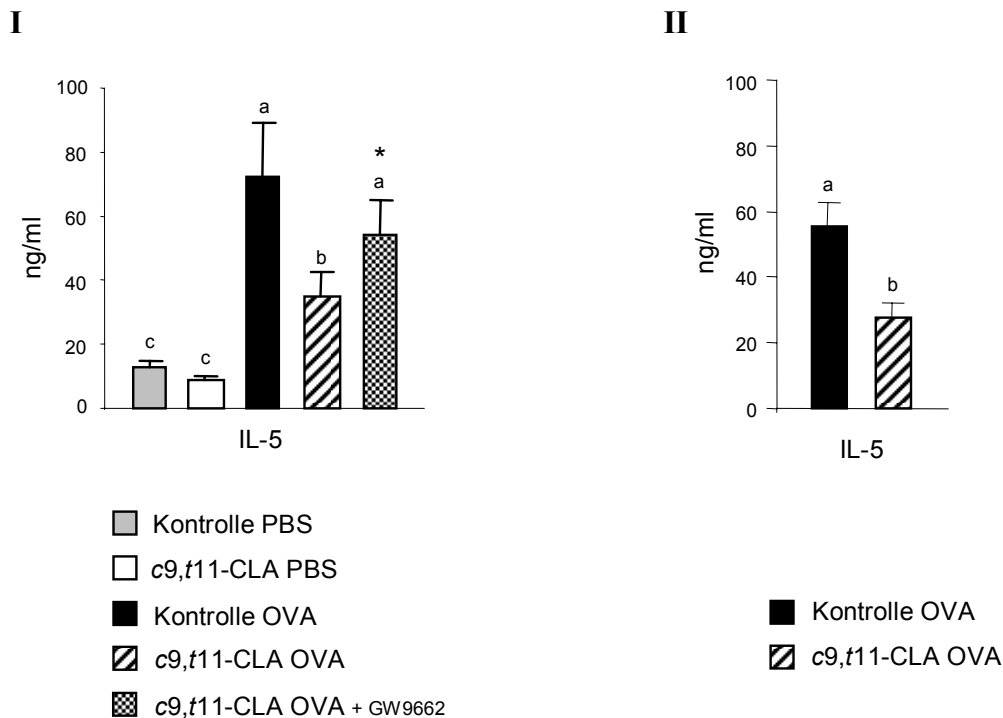 I
II
100
80
60
40
20
0
ng/ml
c
c
a
b
*
a
IL-5
Kontrolle PBS
c9,t11-CLA PBS
Kontrolle OVA
c9,t11-CLA OVA
c9,t11-CLA OVA + GW9662
100
80
60
40
20
0
ng/ml
a
b
IL-5
Kontrolle OVA
c9,t11-CLA OVA